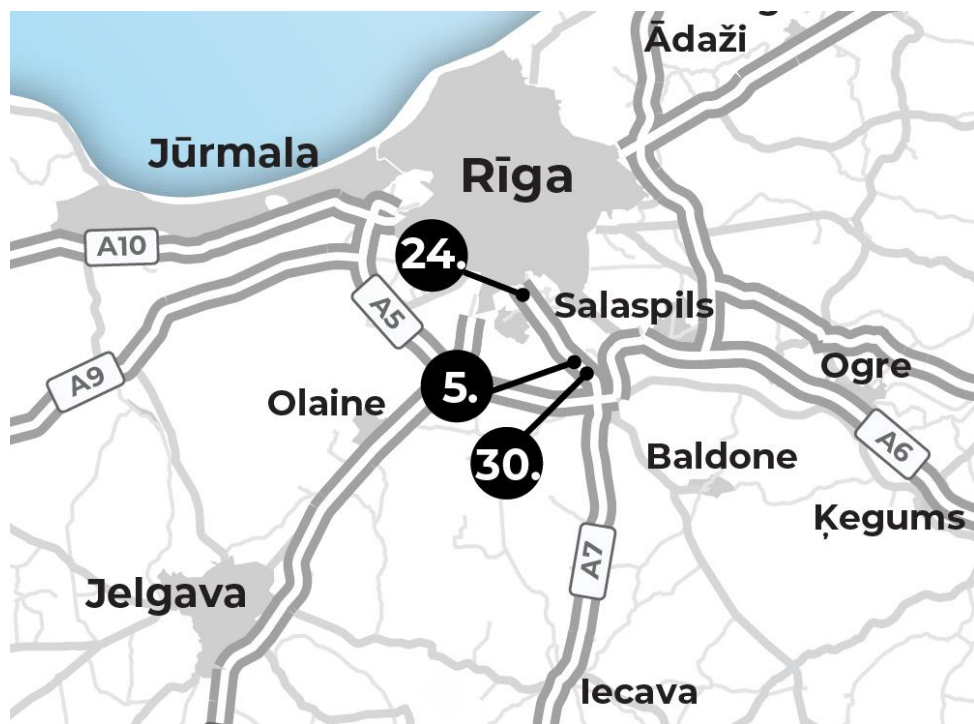 Ādaži
Jūrmala
Rīga
A10
24.
A5
Salaspils
A9
Olaine
5.
Ogre
30.
Baldone
A6
Ķegums
A7
Jelgava
Iecava